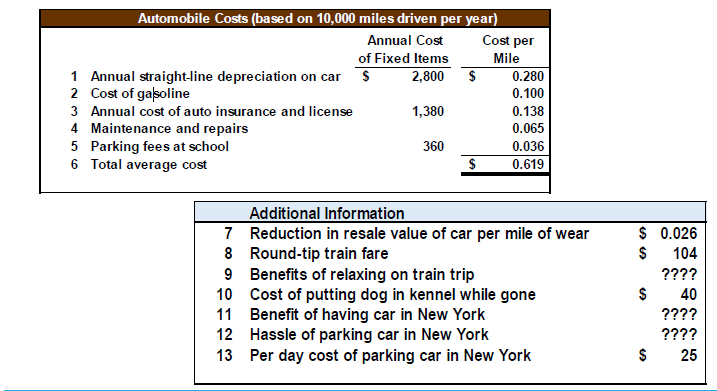 Automobile Costs (based on 10,000 miles driven per year)
Annual Cost of Fixed Items Cost per Mile
1 Annual straight-line depreciation on car $ 2,800 $ 0.280
2 Cost of gasoline 0.100
3 Annual cost of auto insurance and license 1,380 0.138
4 Maintenance and repairs 0.065
5 Parking fees at school 360 0.036
6 Total average cost $ 0.619
Additional Information
7 Reduction in resale value of car per mile of wear $ 0.026
8 Round-tip train fare $ 104
9 Benefits of relaxing on train trip ????
10 Cost of putting dog in kennel while gone $ 40
11 Benefit of having car in New York ????
12 Hassle of parking car in New York ????
13 Per day cost of parking car in New York $ 25